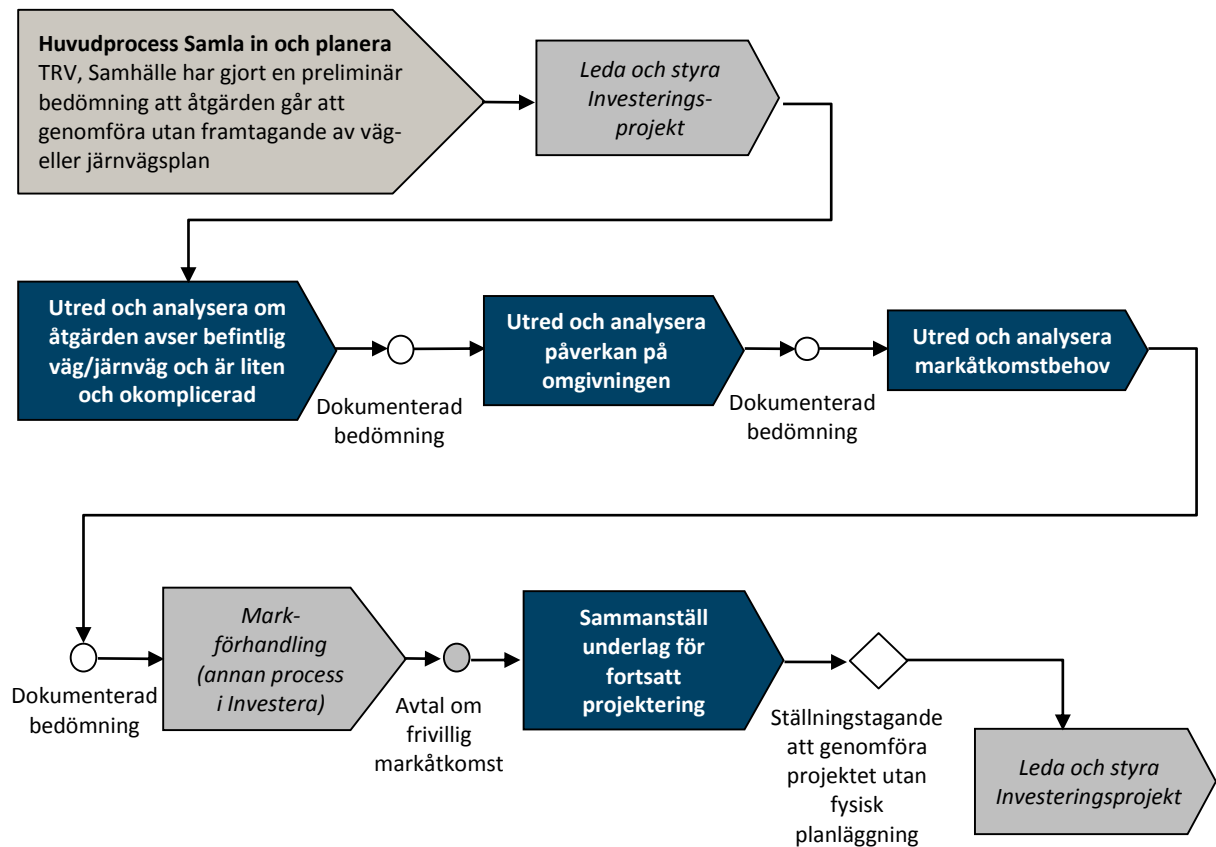 Huvudprocess Samla in och planera
TRV, Samhälle har gjort en preliminär
bedömning att åtgärden går att
genomföra utan framtagande av väg-
eller järnvägsplan
Leda och styra
Investerings-
projekt
Utred och analysera om
åtgärden avser befintlig
väg/järnväg och är liten
och okomplicerad
Dokumenterad
bedömning
Utred och analysera
påverkan på
omgivningen
Dokumenterad
bedömning
Utred och analysera
markåtkomstbehov
Dokumenterad
bedömning
Mark-
förhandling
(annan process
i Investera)
Avtal om
frivillig
markåtkomst
Sammanställ
underlag för
fortsatt
projektering
Ställningstagande
att genomföra
projektet utan
fysisk
planläggning
Leda och styra
Investeringsprojekt